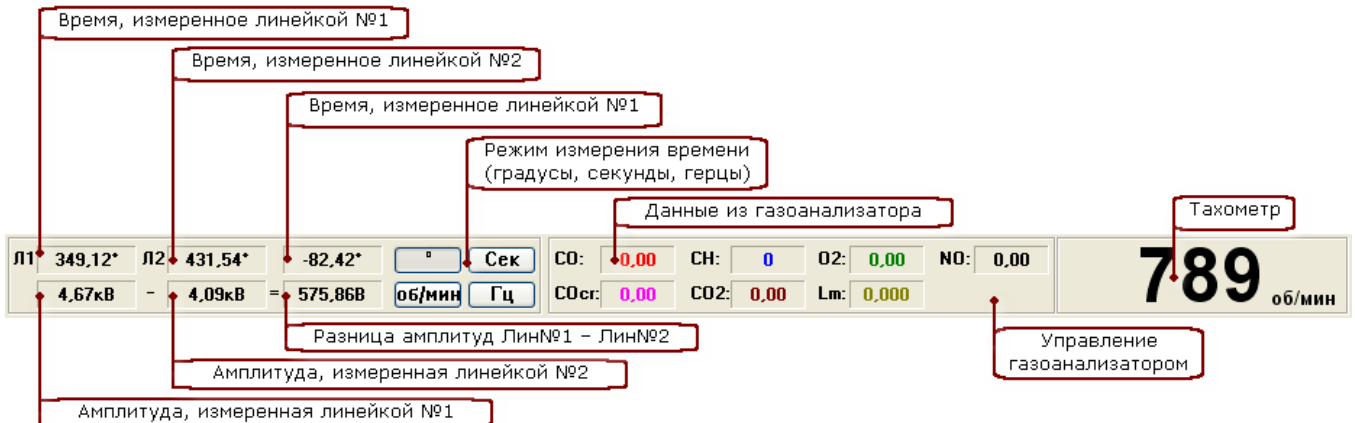 Время, измеренное линейкой №1
Время, измеренное линейкой №2
Время, измеренное линейкой №1
Режим измерения времени
(градусы, секунды, герцы)
Данные из газоанализатора
Тахометр
Л1 349,12° Л2 431,54° -82,42° ° Сек CO: 0,00 CH: 0 O2: 0,00 NO: 0,00 789 об/мин
4,67кВ - 4,09кВ = 575,86В об/мин Гц COcr: 0,00 CO2: 0,00 Lm: 0,000
Разница амплитуд Лин№1 – Лин№2
Управление
газоанализатором
Амплитуда, измеренная линейкой №2
Амплитуда, измеренная линейкой №1